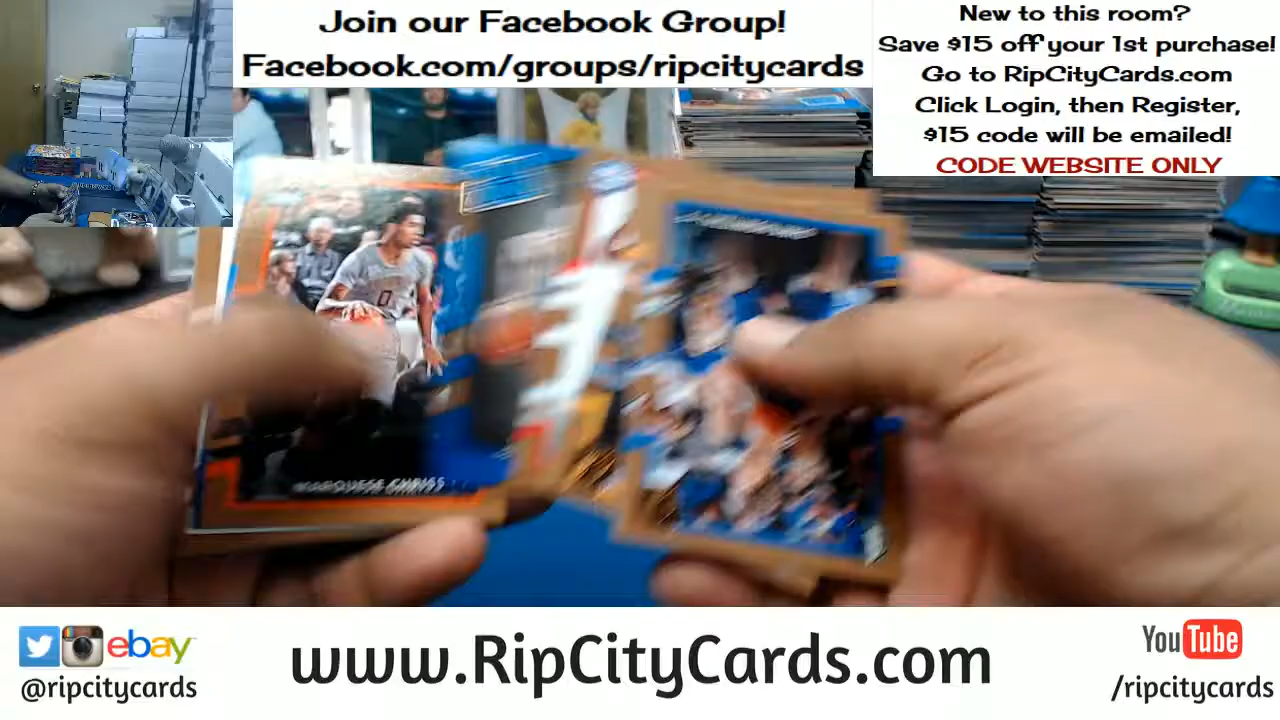 Join our Facebook Group!
Facebook.com/groups/ripcitycards
New to this room?
Save $15 off your 1st purchase!
Go to RipCityCards.com
Click Login, then Register,
$15 code will be emailed!
CODE WEBSITE ONLY
0
MARQUESE CHRISS
ebay
@ripcitycards
www.RipCityCards.com
YouTube
/ripcitycards